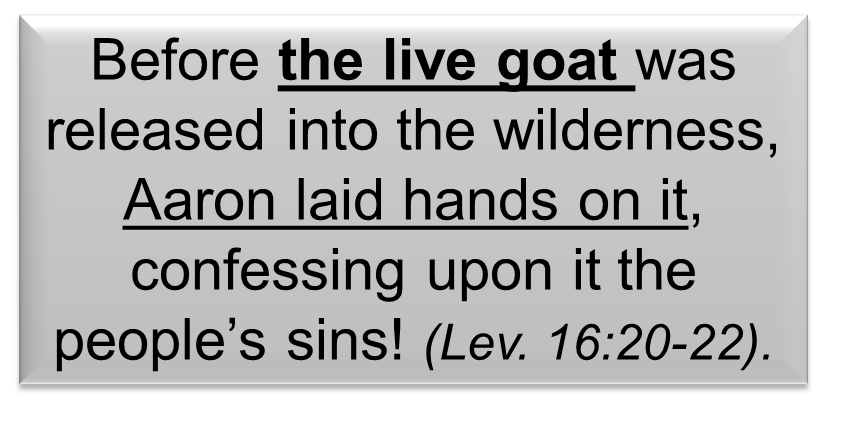 Before the live goat was
released into the wilderness,
Aaron laid hands on it,
confessing upon it the
people’s sins! (Lev. 16:20-22).